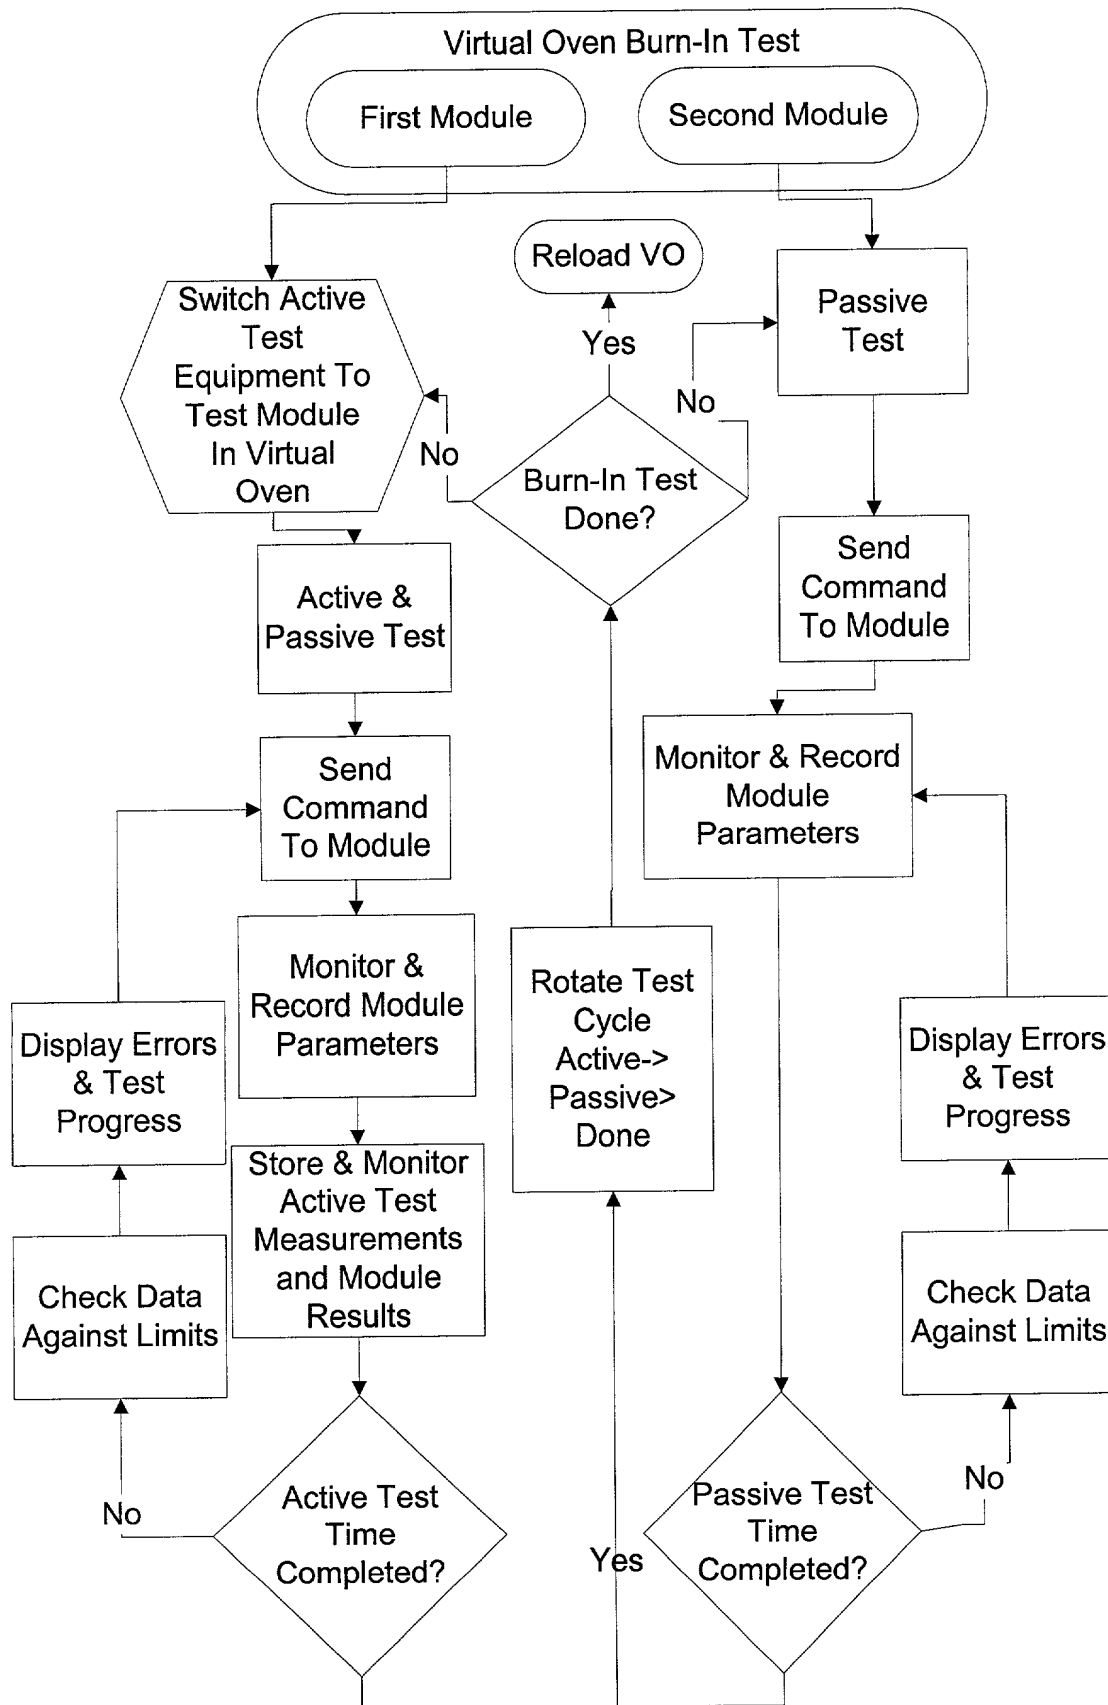 Virtual Oven Burn-In Test
First Module
Second Module
Reload VO
Switch Active
Test
Equipment To
Test Module
In Virtual
Oven
Yes
Passive
Test
No
No
Burn-In Test
Done?
Active &
Passive Test
Send
Command
To Module
Send
Command
To Module
Monitor & Record
Module
Parameters
Monitor &
Record Module
Parameters
Rotate Test
Cycle
Active->
Passive>
Done
Display Errors
& Test
Progress
Display Errors
& Test
Progress
Store & Monitor
Active Test
Measurements
and Module
Results
Check Data
Against Limits
Check Data
Against Limits
No
Active Test
Time
Completed?
Yes
Passive Test
Time
Completed?
No